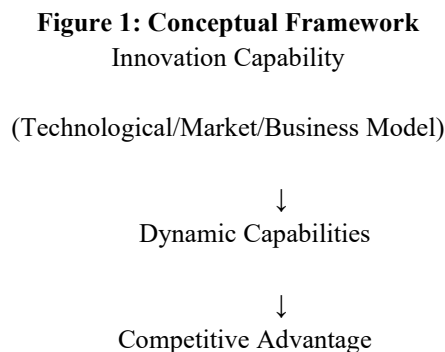 Figure 1: Conceptual Framework
Innovation Capability
(Technological/Market/Business Model)
↓
Dynamic Capabilities
↓
Competitive Advantage